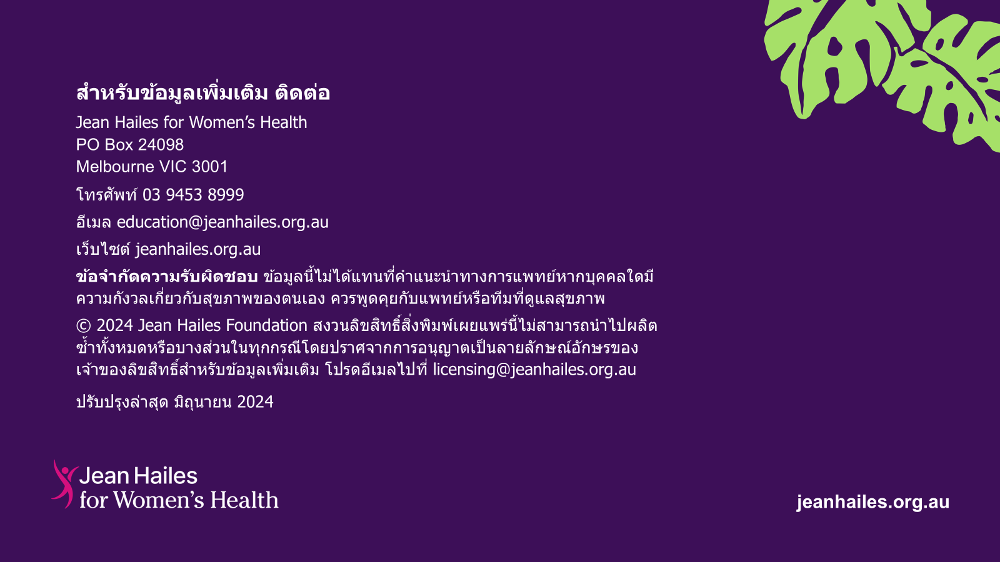 สำหรับข้อมูลเพิ่มเติม ติดต่อ
Jean Hailes for Women’s Health
PO Box 24098
Melbourne VIC 3001
โทรศัพท์ 03 9453 8999
อีเมล education@jeanhailes.org.au
เว็บไซต์ jeanhailes.org.au
ข้อจำกัดความรับผิดชอบ ข้อมูลนี้ไม่ได้แทนที่คำแนะนำทางการแพทย์หากบุคคลใดมี
ความกังวลเกี่ยวกับสุขภาพของตนเอง ควรพูดคุยกับแพทย์หรือทีมที่ดูแลสุขภาพ
© 2024 Jean Hailes Foundation สงวนลิขสิทธิ์สิ่งพิมพ์เผยแพร่นี้ไม่สามารถนำไปผลิต
ซ้ำทั้งหมดหรือบางส่วนในทุกกรณีโดยปราศจากการอนุญาตเป็นลายลักษณ์อักษรของ
เจ้าของลิขสิทธิ์สำหรับข้อมูลเพิ่มเติม โปรดอีเมลไปที่ licensing@jeanhailes.org.au
ปรับปรุงล่าสุด มิถุนายน 2024
Jean Hailes
for Women’s Health
jeanhailes.org.au